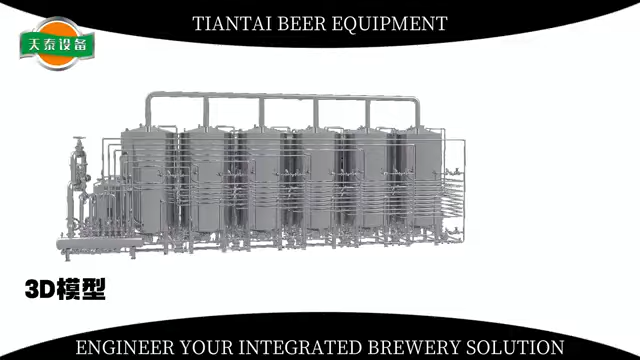 TIANTAI BEER EQUIPMENT
天泰设备
3D模型
ENGINEER YOUR INTEGRATED BREWERY SOLUTION